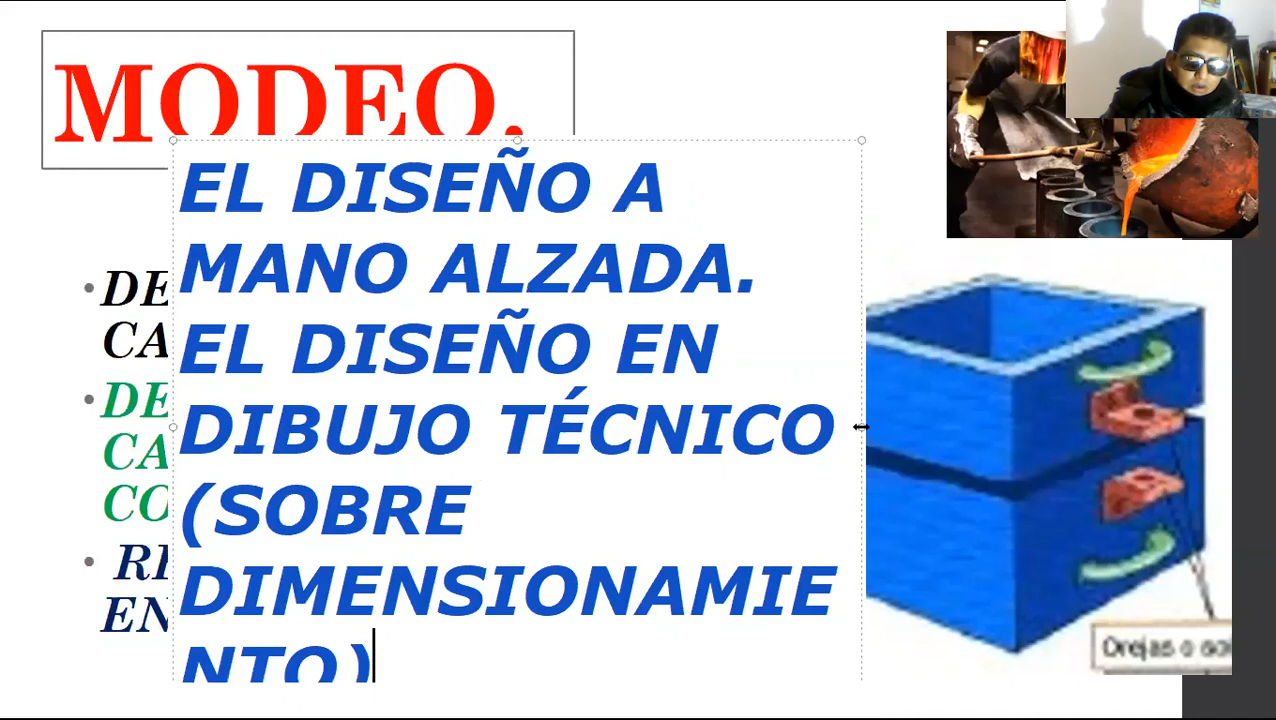 MODEO.
EL DISEÑO A
MANO ALZADA.
EL DISEÑO EN
DIBUJO TÉCNICO
(SOBRE
DIMENSIONAMIE
NTO)
Orejas o